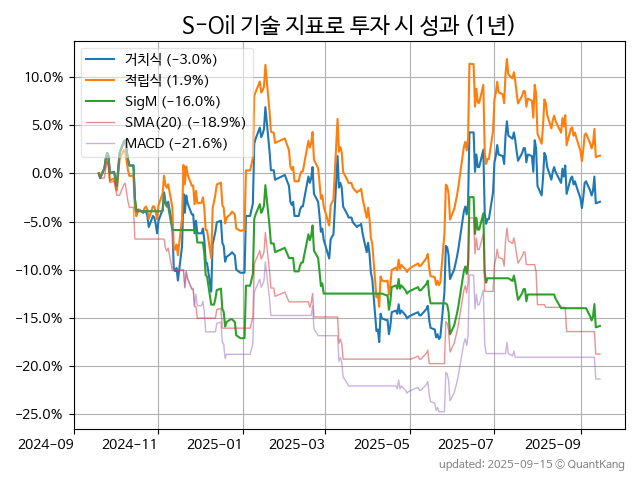 S-Oil 기술 지표로 투자 시 성과 (1년)
거치식 (−3.0%)
적립식 (1.9%)
SigM (−16.0%)
SMA(20) (−18.9%)
MACD (−21.6%)
10.0%
5.0%
0.0%
−5.0%
−10.0%
−15.0%
−20.0%
−25.0%
2024-09 2024-11 2025-01 2025-03 2025-05 2025-07 2025-09
updated: 2025-09-15 ⓒ QuantKang